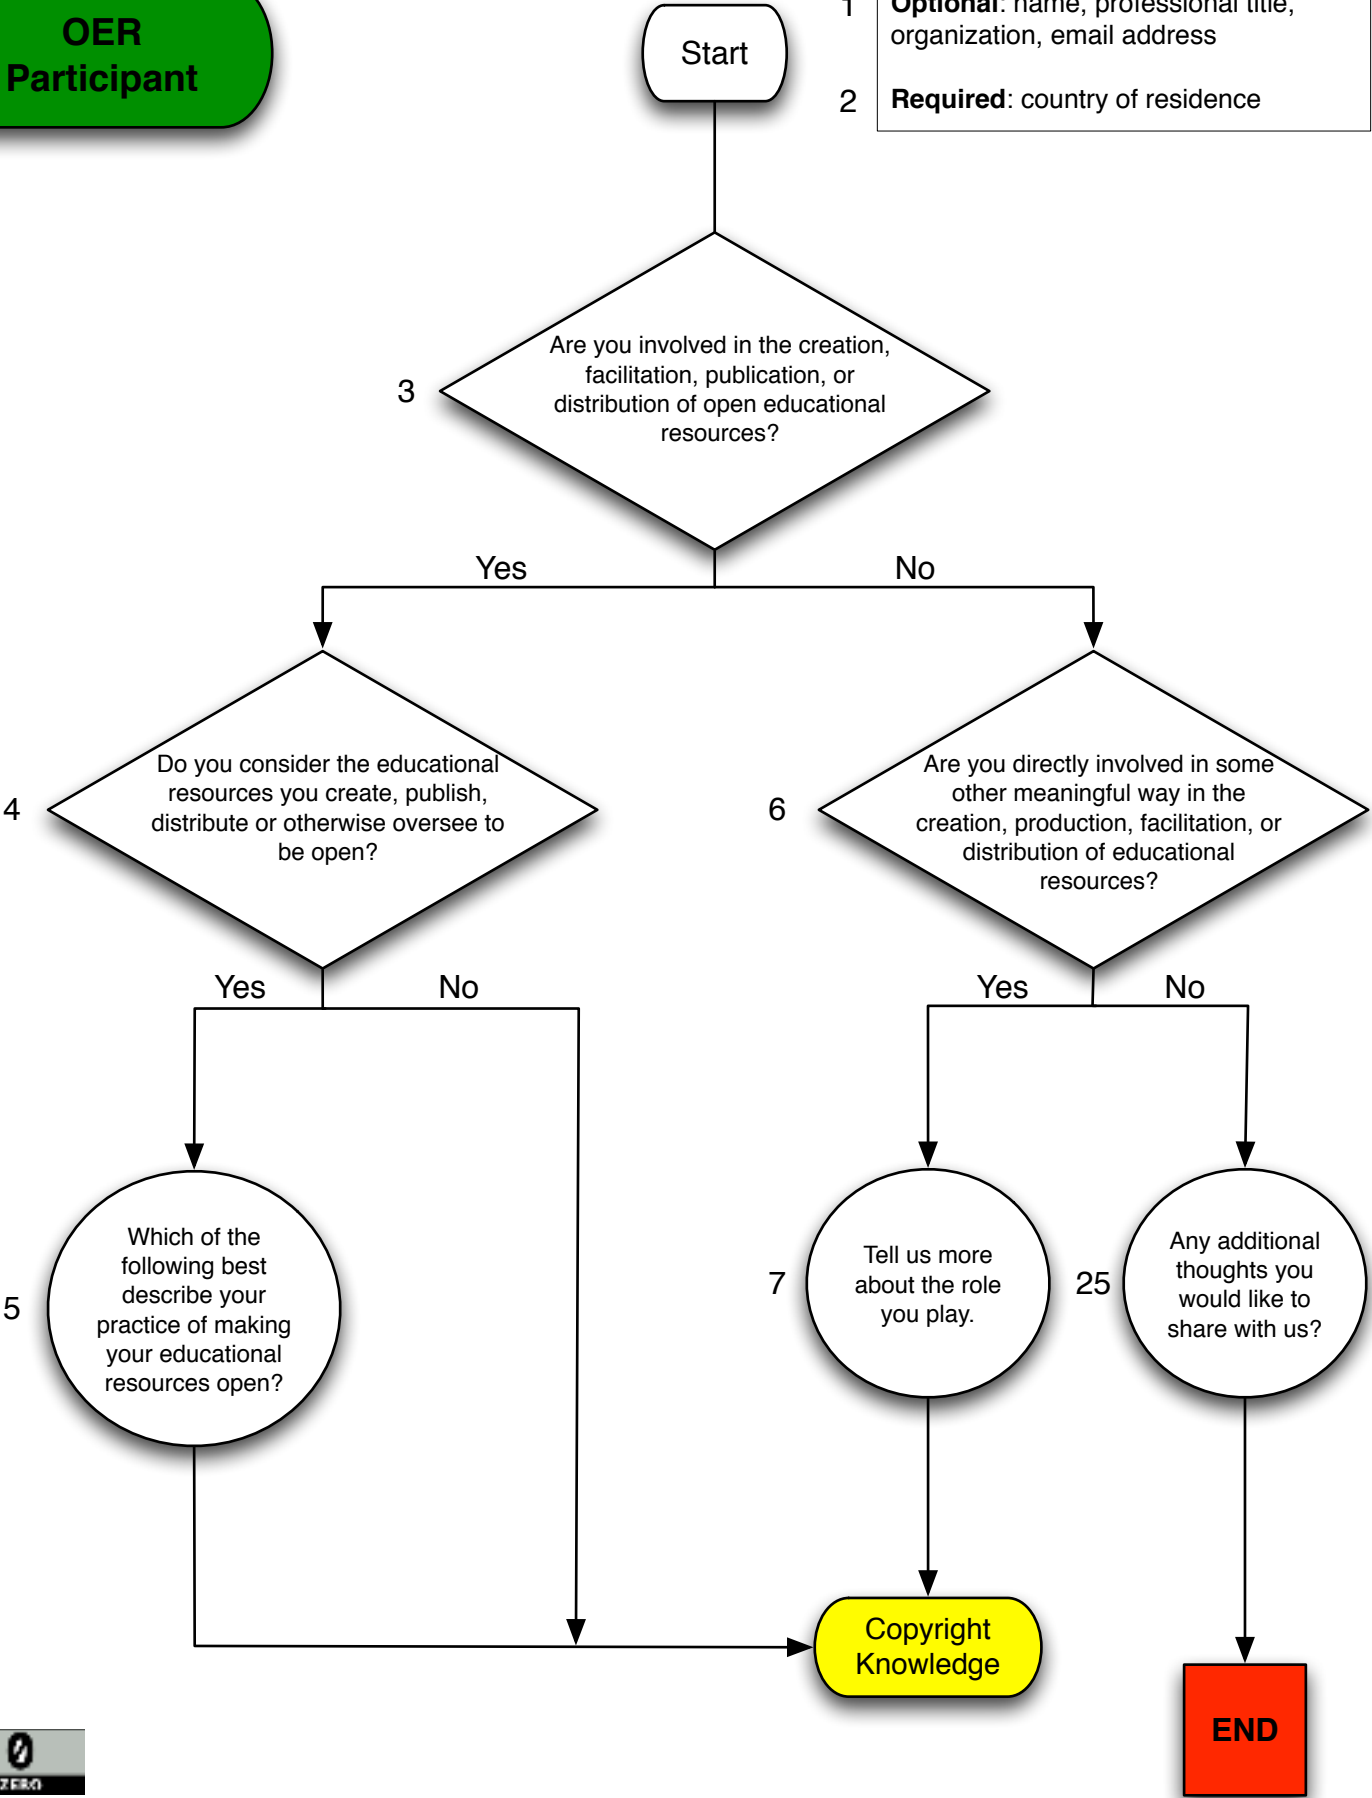 OER
Participant
Start
1
Optional: name, professional title,
organization, email address
2
Required: country of residence
3
Are you involved in the creation,
facilitation, publication, or
distribution of open educational
resources?
Yes
No
4
Do you consider the educational
resources you create, publish,
distribute or otherwise oversee to
be open?
6
Are you directly involved in some
other meaningful way in the
creation, production, facilitation, or
distribution of educational
resources?
Yes
No
Yes
No
5
Which of the
following best
describe your
practice of making
your educational
resources open?
7
Tell us more
about the role
you play.
25
Any additional
thoughts you
would like to
share with us?
Copyright
Knowledge
END
0
ZERO